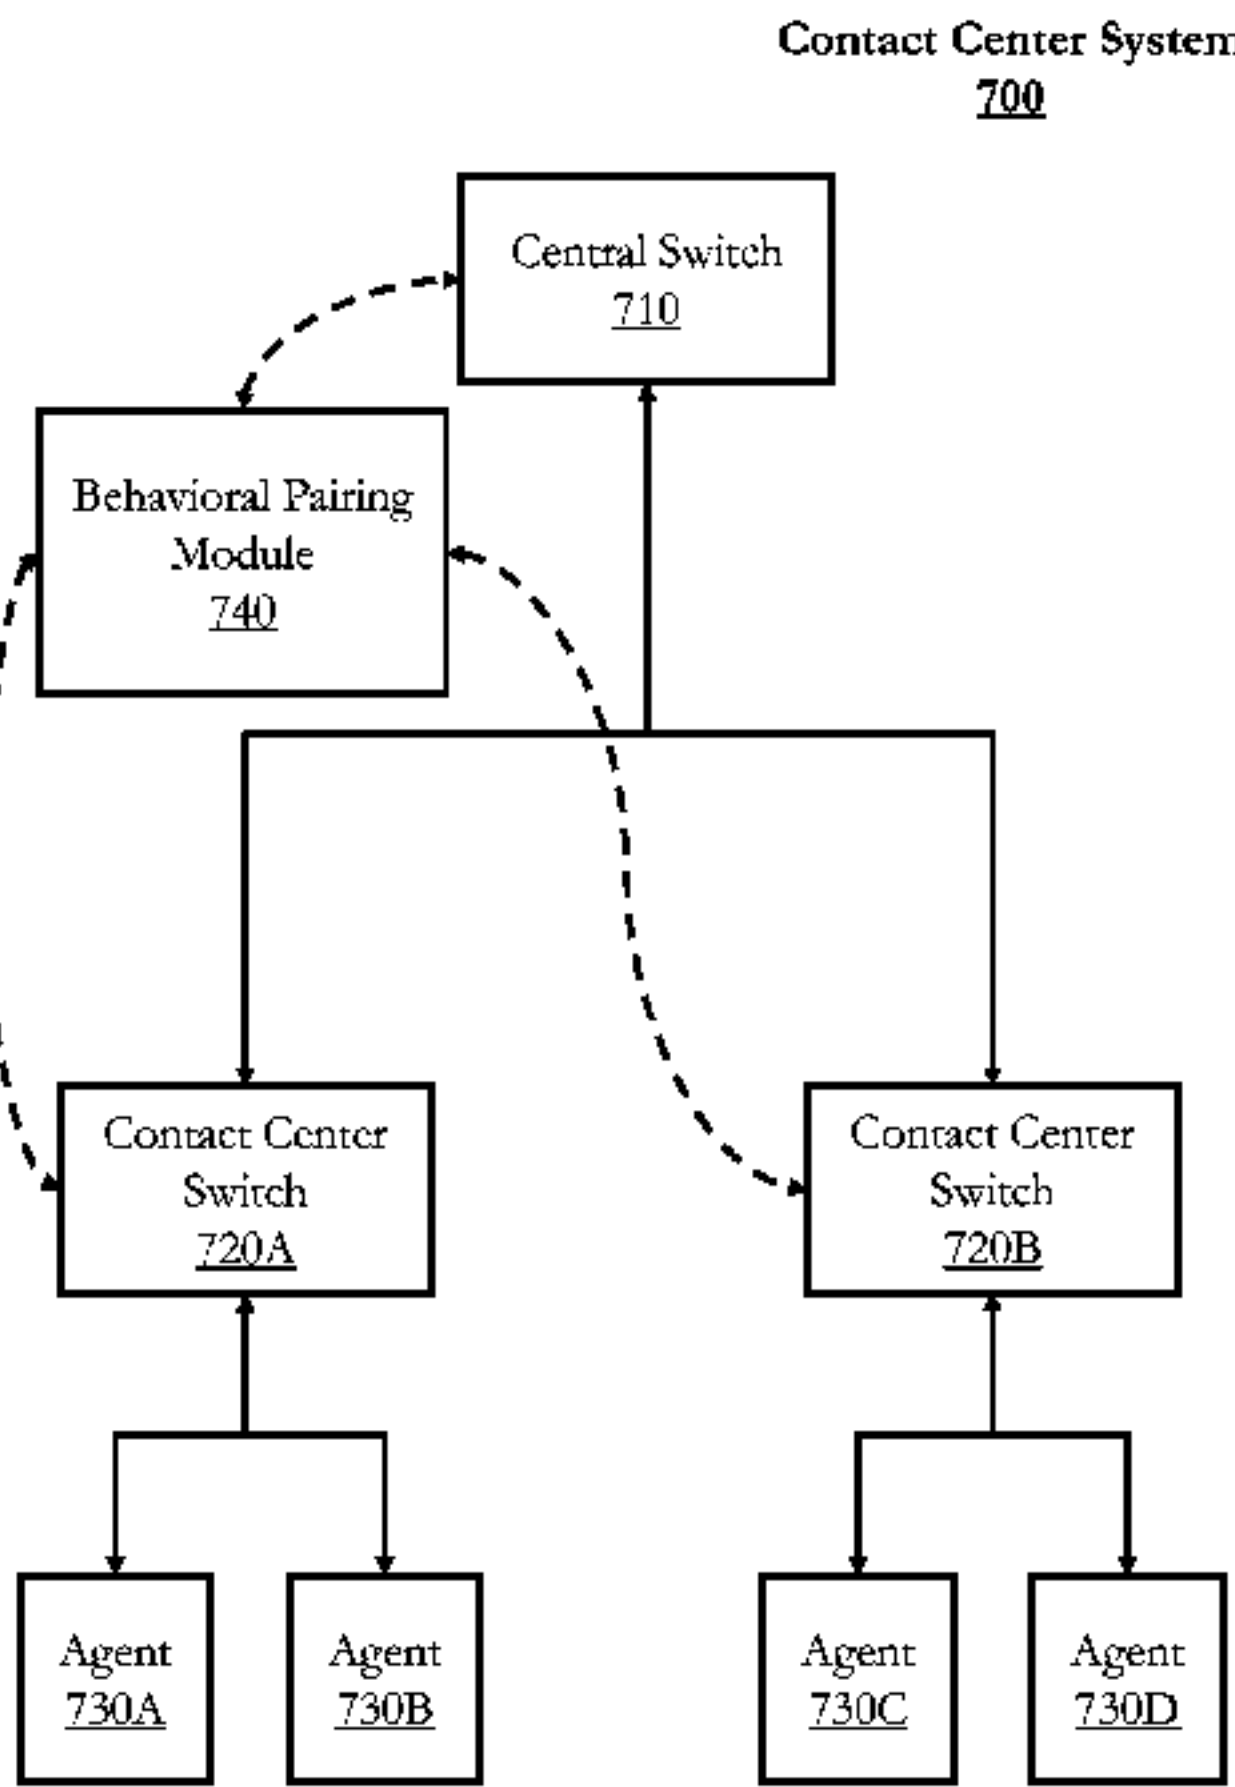 Contact Center System
700
Central Switch
710
Behavioral Pairing
Module
740
Contact Center
Switch
720A
Contact Center
Switch
720B
Agent
730A
Agent
730B
Agent
730C
Agent
730D